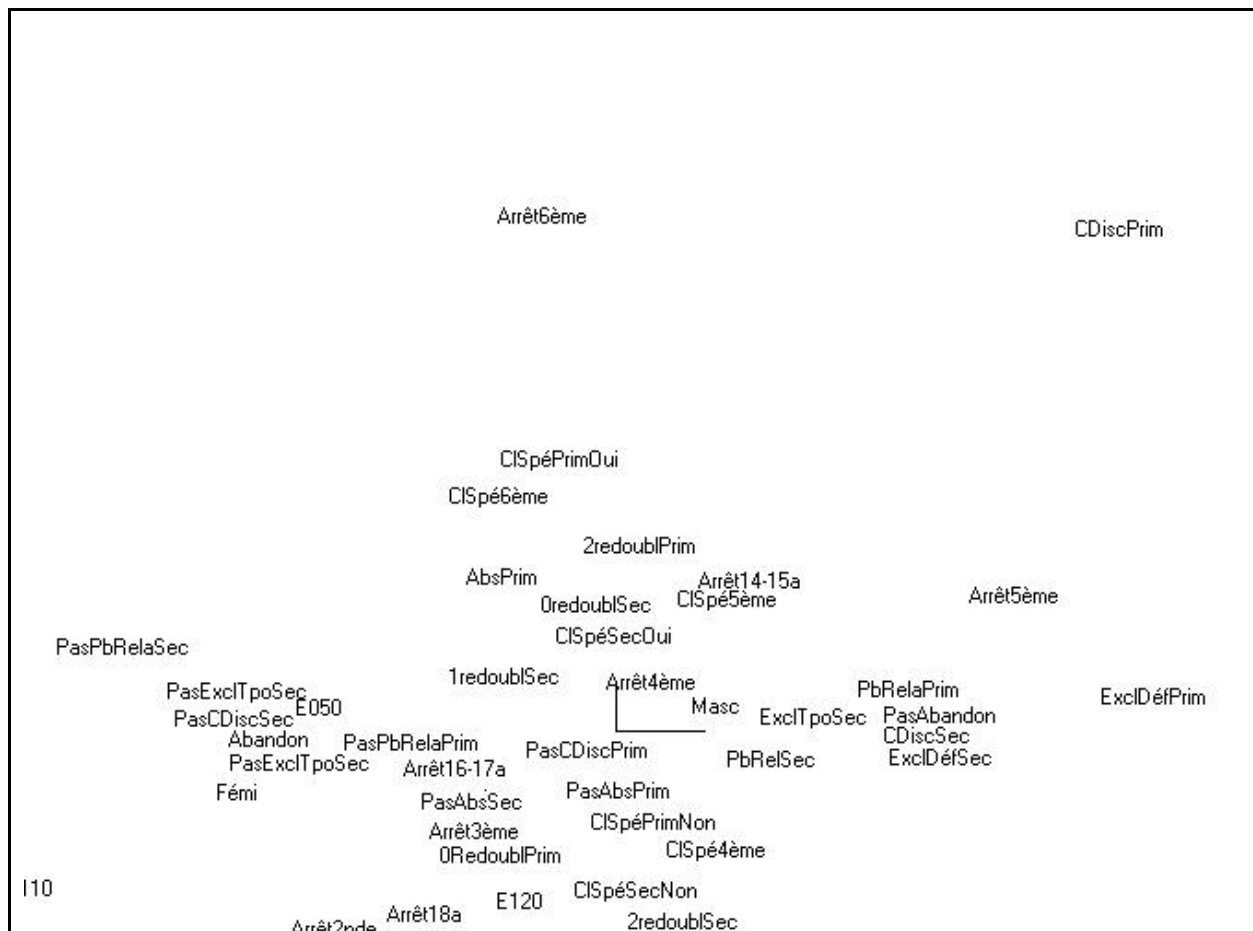 Arrêt6ème
CDiscPrim
ClSpéPrimOui
ClSpé6ème
2redoublPrim
AbsPrim
Arrêt14-15a
Arrêt5ème
ClSpé5ème
0redoublSec
ClSpéSecOui
PasPbRelaSec
1redoublSec
Arrêt4ème
PasExclTpoSec
PbRelaPrim
ExclDéfPrim
E050
Masc
PasCDiscSec
ExclTpoSec
PasAbandon
CDiscSec
Abandon
PasPbRelaPrim
PasCDiscPrim
PasExclTpoSec
Arrêt16-17a
PbRelSec
ExclDéfSec
Fémi
PasAbsPrim
PasAbsSec
ClSpéPrimNon
Arrêt3ème
ClSpé4ème
0RedoublPrim
I10
ClSpéSecNon
E120
Arrêt18a
2redoublSec
Arrêt2nde